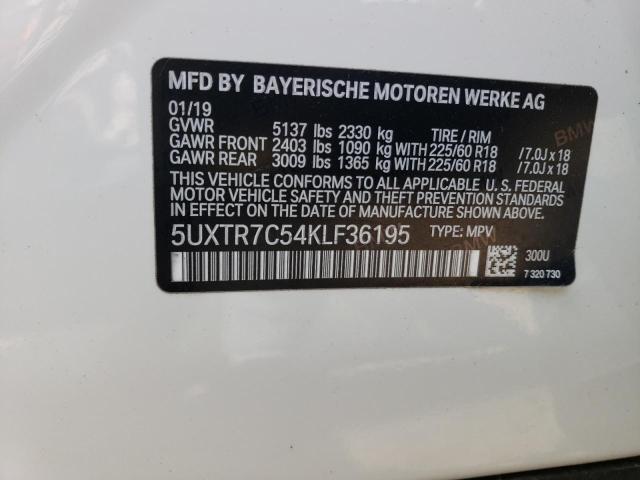 MFD BY BAYERISCHE MOTOREN WERKE AG
01/19
GVWR 5137 lbs 2330 kg TIRE / RIM
GAWR FRONT 2403 lbs 1090 kg WITH 225/60 R18 / 7.0J x 18
GAWR REAR 3009 lbs 1365 kg WITH 225/60 R18 / 7.0J x 18
THIS VEHICLE CONFORMS TO ALL APPLICABLE U. S. FEDERAL
MOTOR VEHICLE SAFETY, BUMPER, AND THEFT PREVENTION STANDARDS
IN EFFECT ON THE DATE OF MANUFACTURE SHOWN ABOVE.
5UXTR7C54KLF36195 TYPE: MPV
300U
7 320 730
BMW